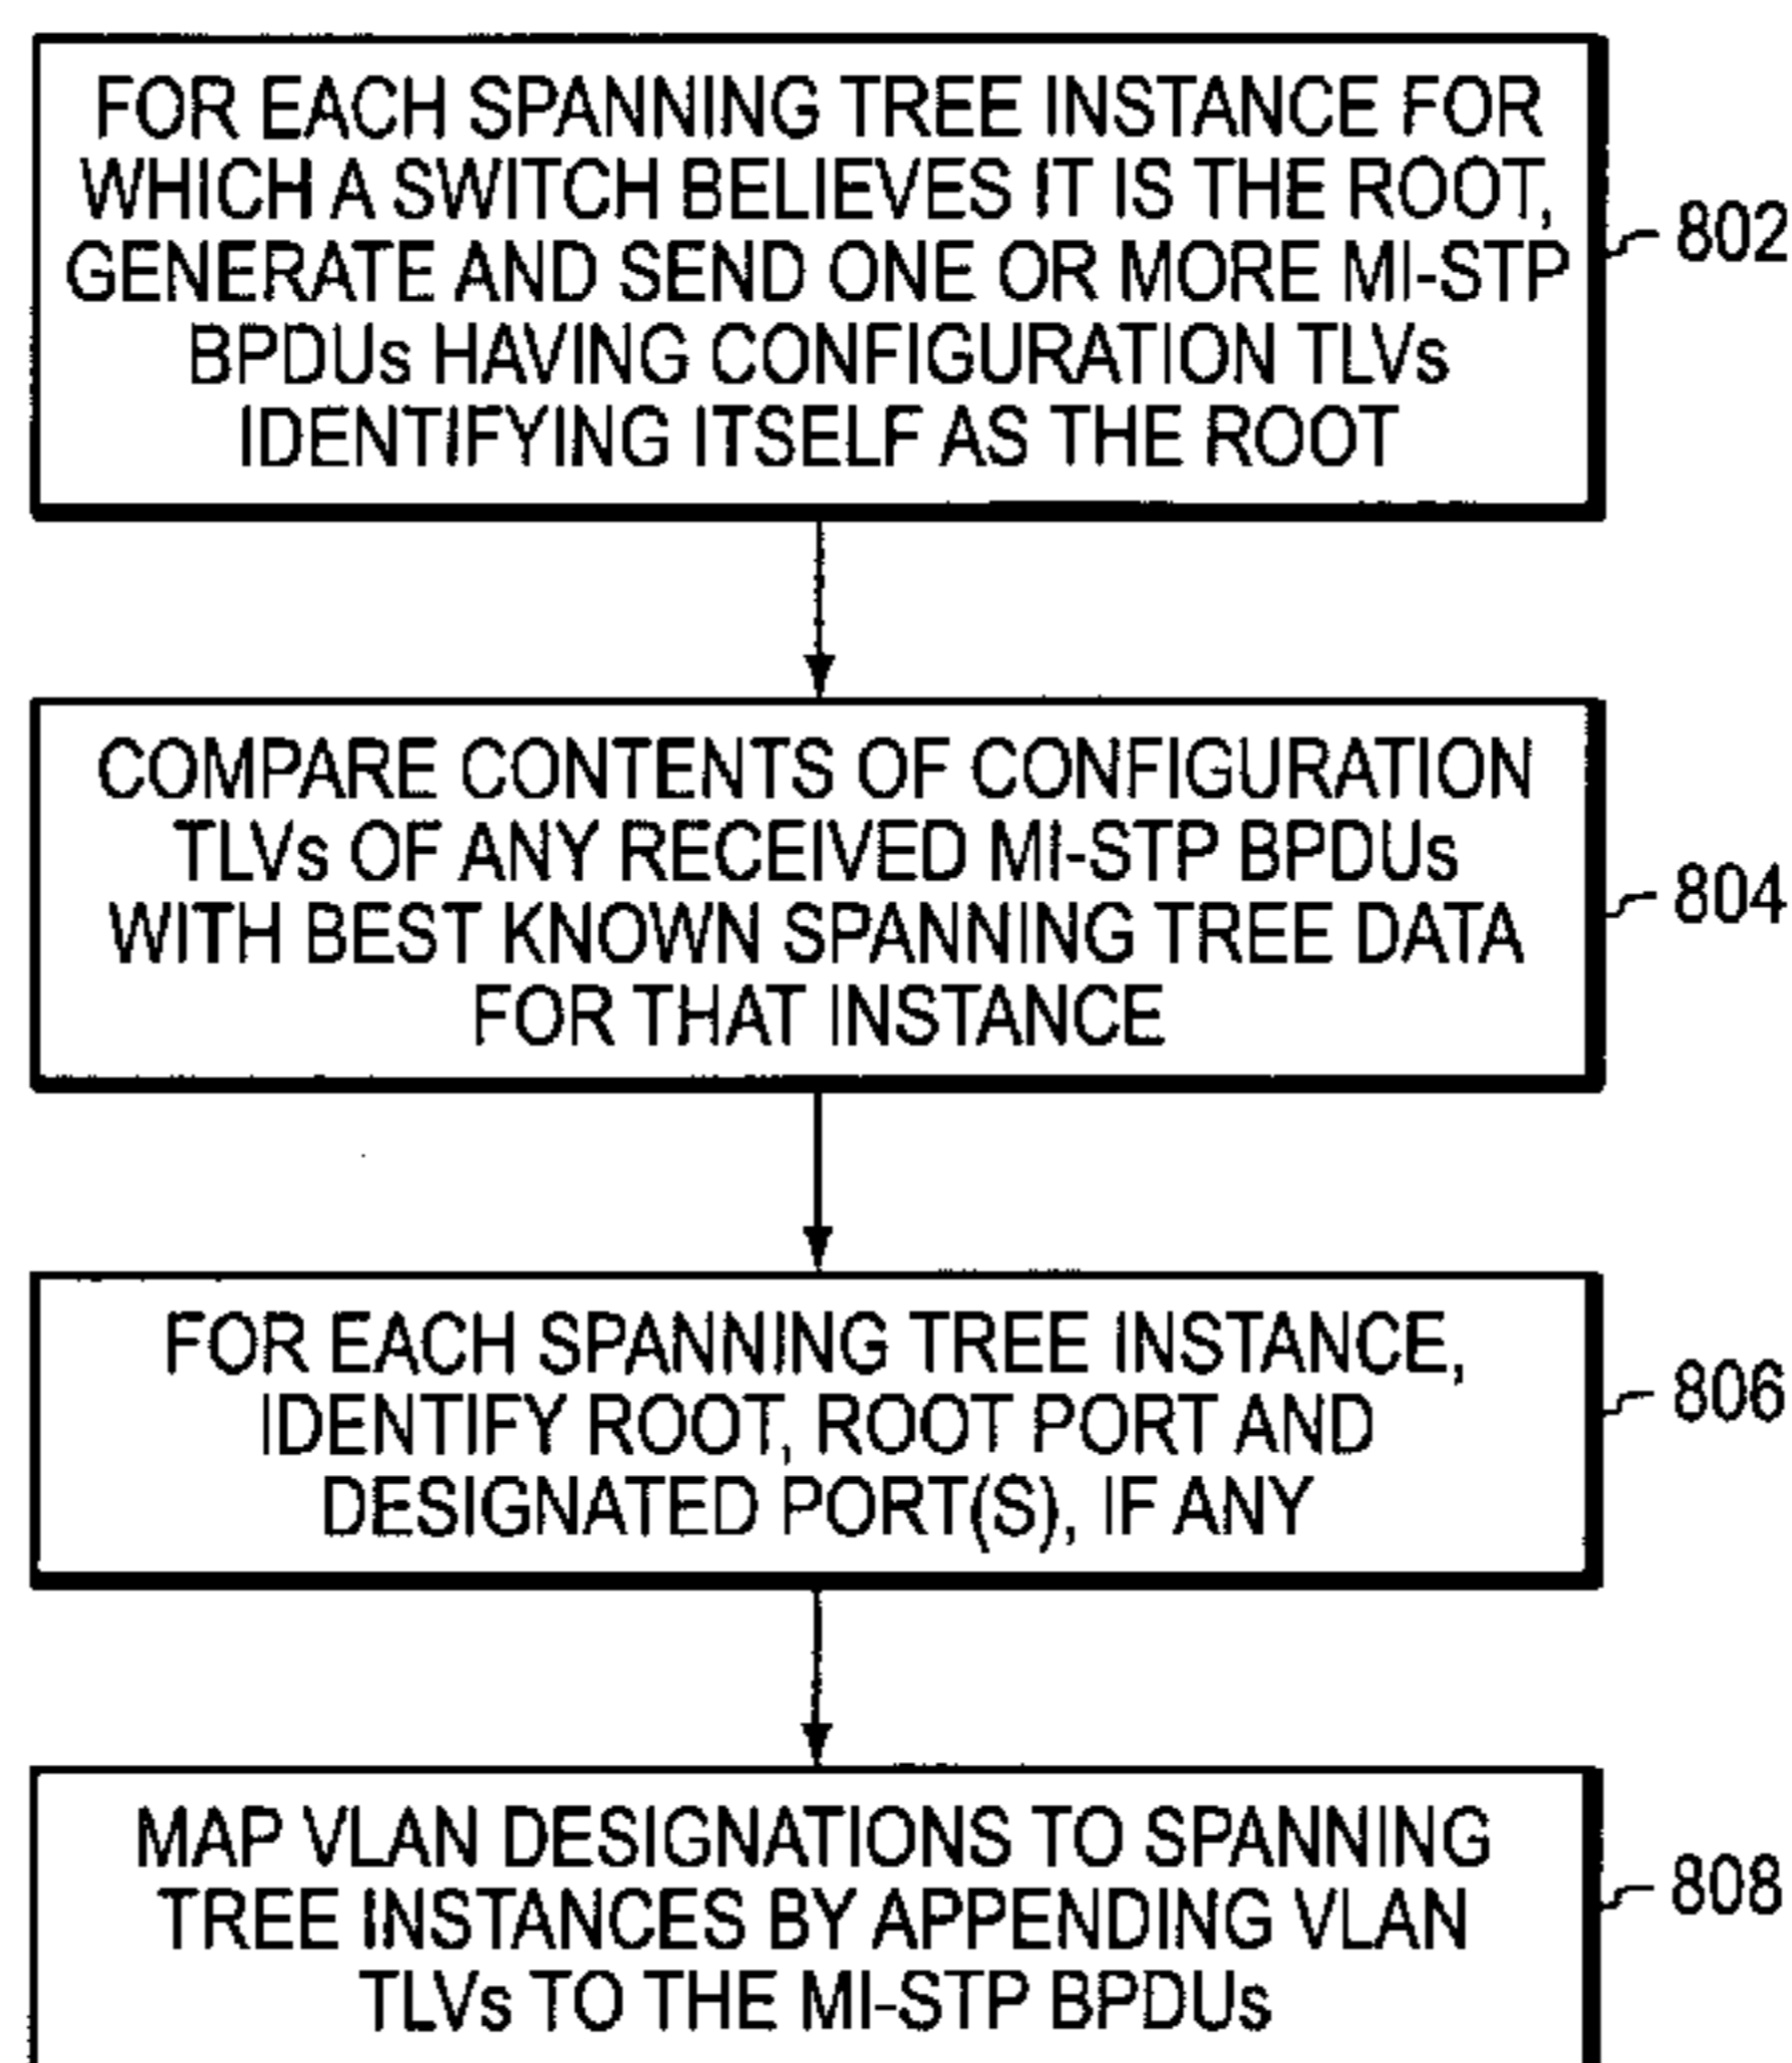 FOR EACH SPANNING TREE INSTANCE FOR
WHICH A SWITCH BELIEVES IT IS THE ROOT,
GENERATE AND SEND ONE OR MORE MI-STP
BPDUs HAVING CONFIGURATION TLVs
IDENTIFYING ITSELF AS THE ROOT
802
COMPARE CONTENTS OF CONFIGURATION
TLVs OF ANY RECEIVED MI-STP BPDUs
WITH BEST KNOWN SPANNING TREE DATA
FOR THAT INSTANCE
804
FOR EACH SPANNING TREE INSTANCE,
IDENTIFY ROOT, ROOT PORT AND
DESIGNATED PORT(S), IF ANY
806
MAP VLAN DESIGNATIONS TO SPANNING
TREE INSTANCES BY APPENDING VLAN
TLVs TO THE MI-STP BPDUs
808